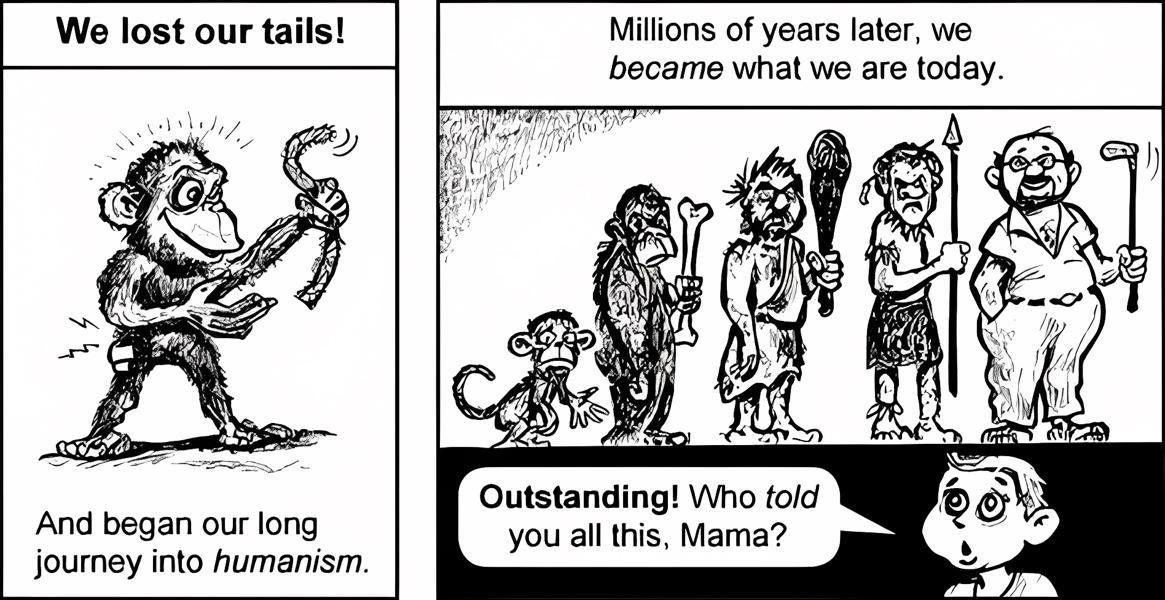 We lost our tails!
And began our long
journey into humanism.
Millions of years later, we
became what we are today.
Outstanding! Who told
you all this, Mama?